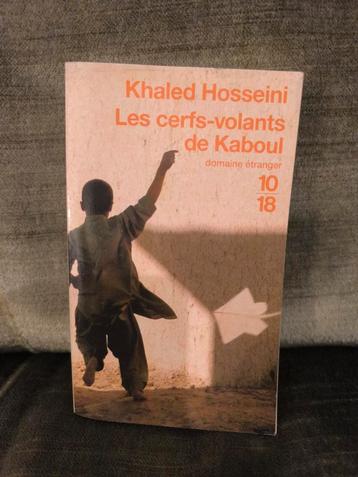 Khaled Hosseini
Les cerfs-volants
de Kaboul
domaine étranger
10
18